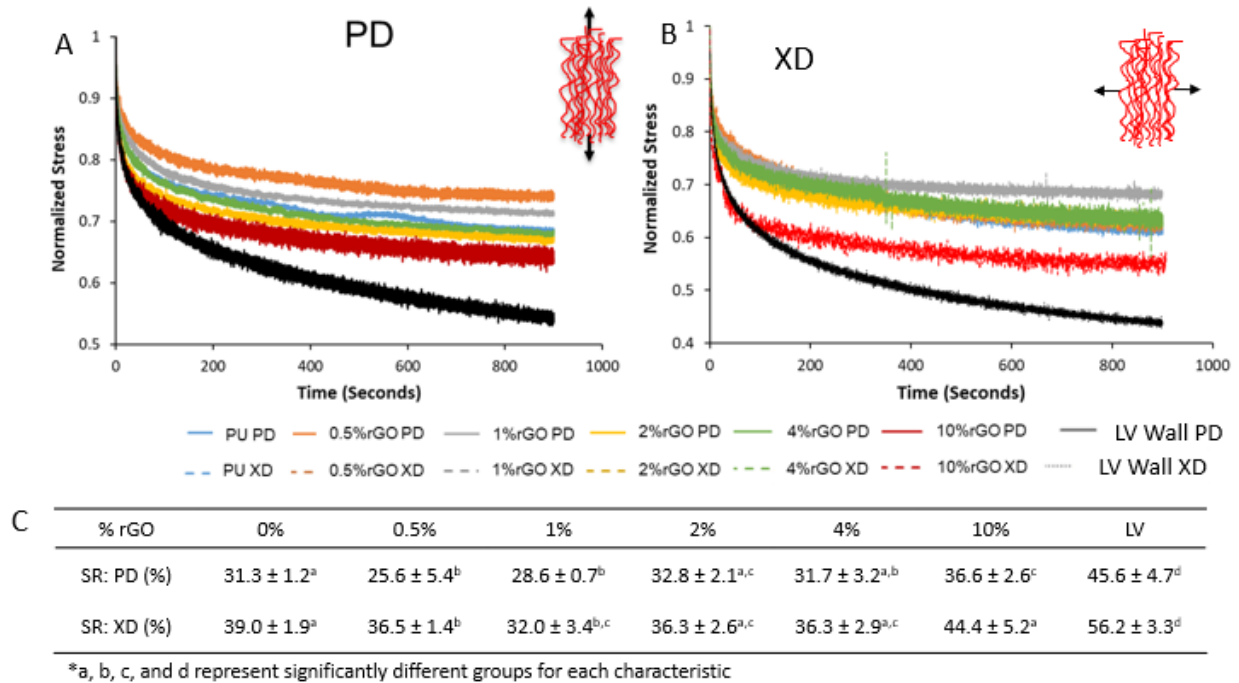 A
PD
1
0.9
0.8
0.7
0.6
0.5
Normalized Stress
0 200 400 600 800 1000
Time (Seconds)
B
XD
1
0.9
0.8
0.7
0.6
0.5
0.4
Normalized Stress
0 200 400 600 800 1000
Time (Seconds)
PU PD 0.5%rGO PD 1%rGO PD 2%rGO PD 4%rGO PD 10%rGO PD LV Wall PD
PU XD 0.5%rGO XD 1%rGO XD 2%rGO XD 4%rGO XD 10%rGO XD LV Wall XD
C
% rGO 0% 0.5% 1% 2% 4% 10% LV
SR: PD (%) 31.3 ± 1.2ᵃ 25.6 ± 5.4ᵇ 28.6 ± 0.7ᵇ 32.8 ± 2.1ᵃ,ᶜ 31.7 ± 3.2ᵃ,ᵇ 36.6 ± 2.6ᶜ 45.6 ± 4.7ᵈ
SR: XD (%) 39.0 ± 1.9ᵃ 36.5 ± 1.4ᵇ 32.0 ± 3.4ᵇ,ᶜ 36.3 ± 2.6ᵃ,ᶜ 36.3 ± 2.9ᵃ,ᶜ 44.4 ± 5.2ᵃ 56.2 ± 3.3ᵈ
*a, b, c, and d represent significantly different groups for each characteristic